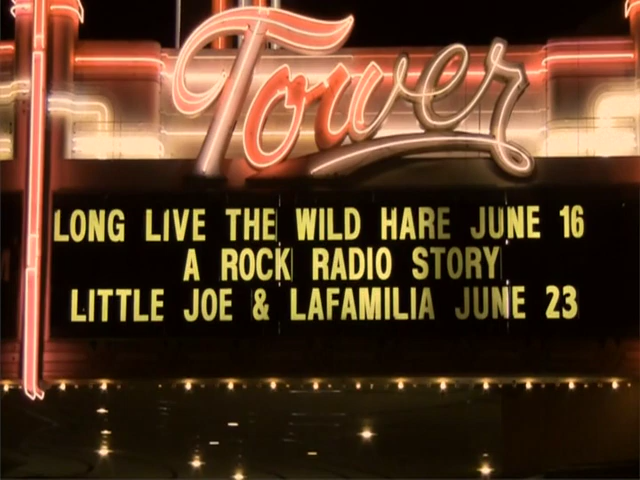 Tower
LONG LIVE THE WILD HARE JUNE 16
A ROCK RADIO STORY
LITTLE JOE & LAFAMILIA JUNE 23